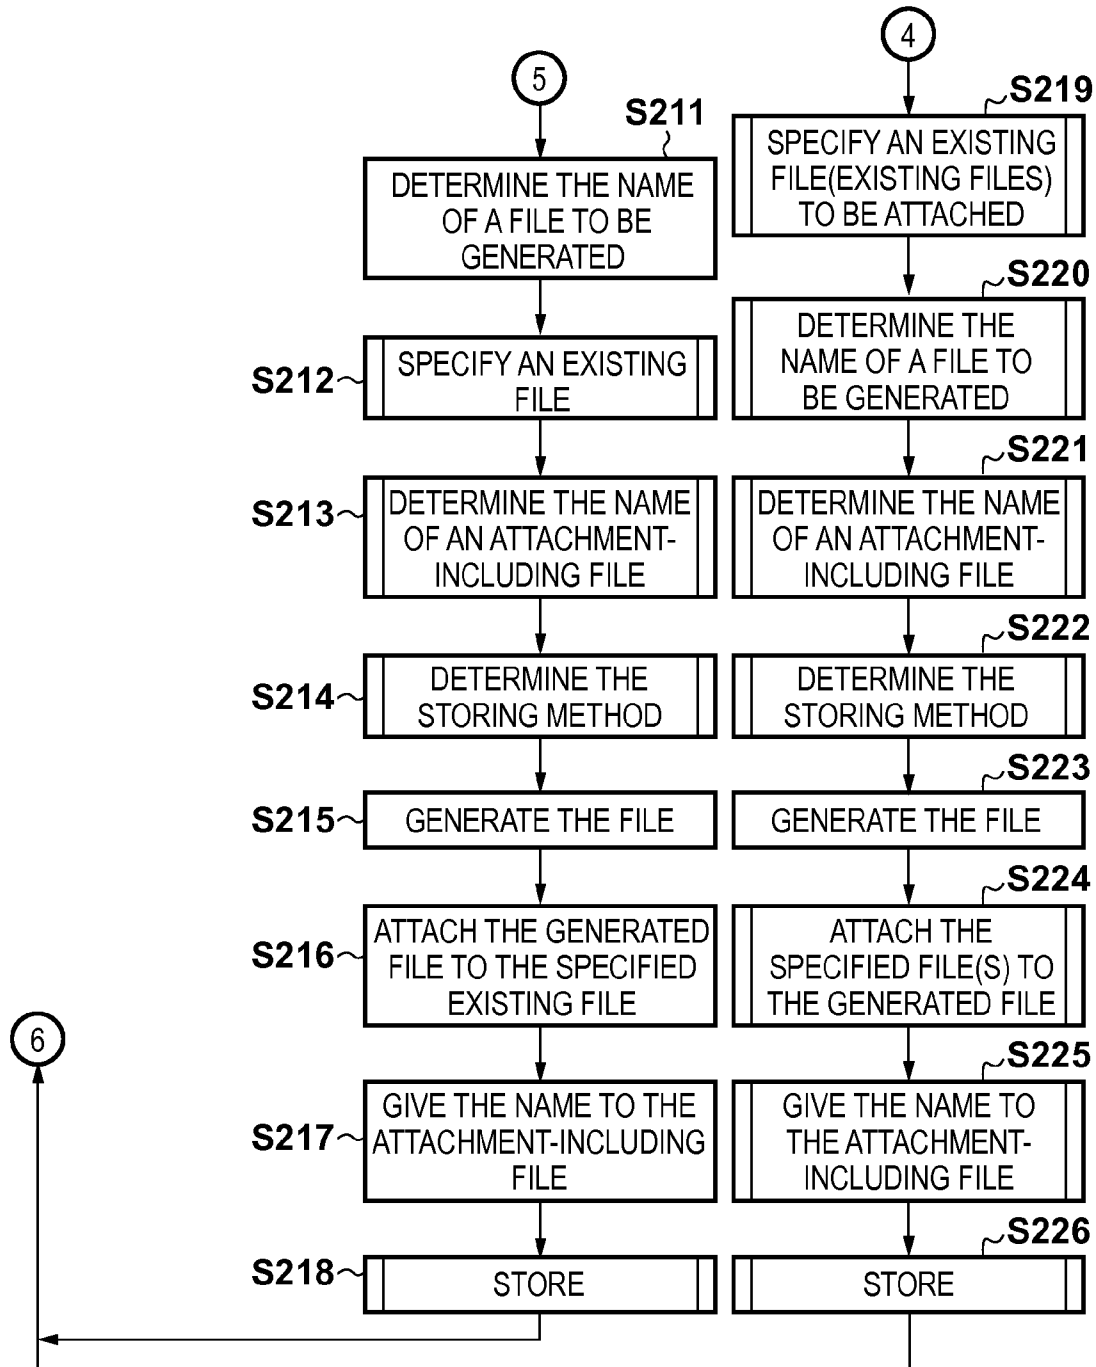 5
S211
DETERMINE THE NAME
OF A FILE TO BE
GENERATED
S212
SPECIFY AN EXISTING
FILE
S213
DETERMINE THE NAME
OF AN ATTACHMENT-
INCLUDING FILE
S214
DETERMINE THE
STORING METHOD
S215
GENERATE THE FILE
S216
ATTACH THE GENERATED
FILE TO THE SPECIFIED
EXISTING FILE
S217
GIVE THE NAME TO THE
ATTACHMENT-INCLUDING
FILE
S218
STORE
6
4
S219
SPECIFY AN EXISTING
FILE(EXISTING FILES)
TO BE ATTACHED
S220
DETERMINE THE
NAME OF A FILE TO
BE GENERATED
S221
DETERMINE THE NAME
OF AN ATTACHMENT-
INCLUDING FILE
S222
DETERMINE THE
STORING METHOD
S223
GENERATE THE FILE
S224
ATTACH THE
SPECIFIED FILE(S) TO
THE GENERATED FILE
S225
GIVE THE NAME TO
THE ATTACHMENT-
INCLUDING FILE
S226
STORE